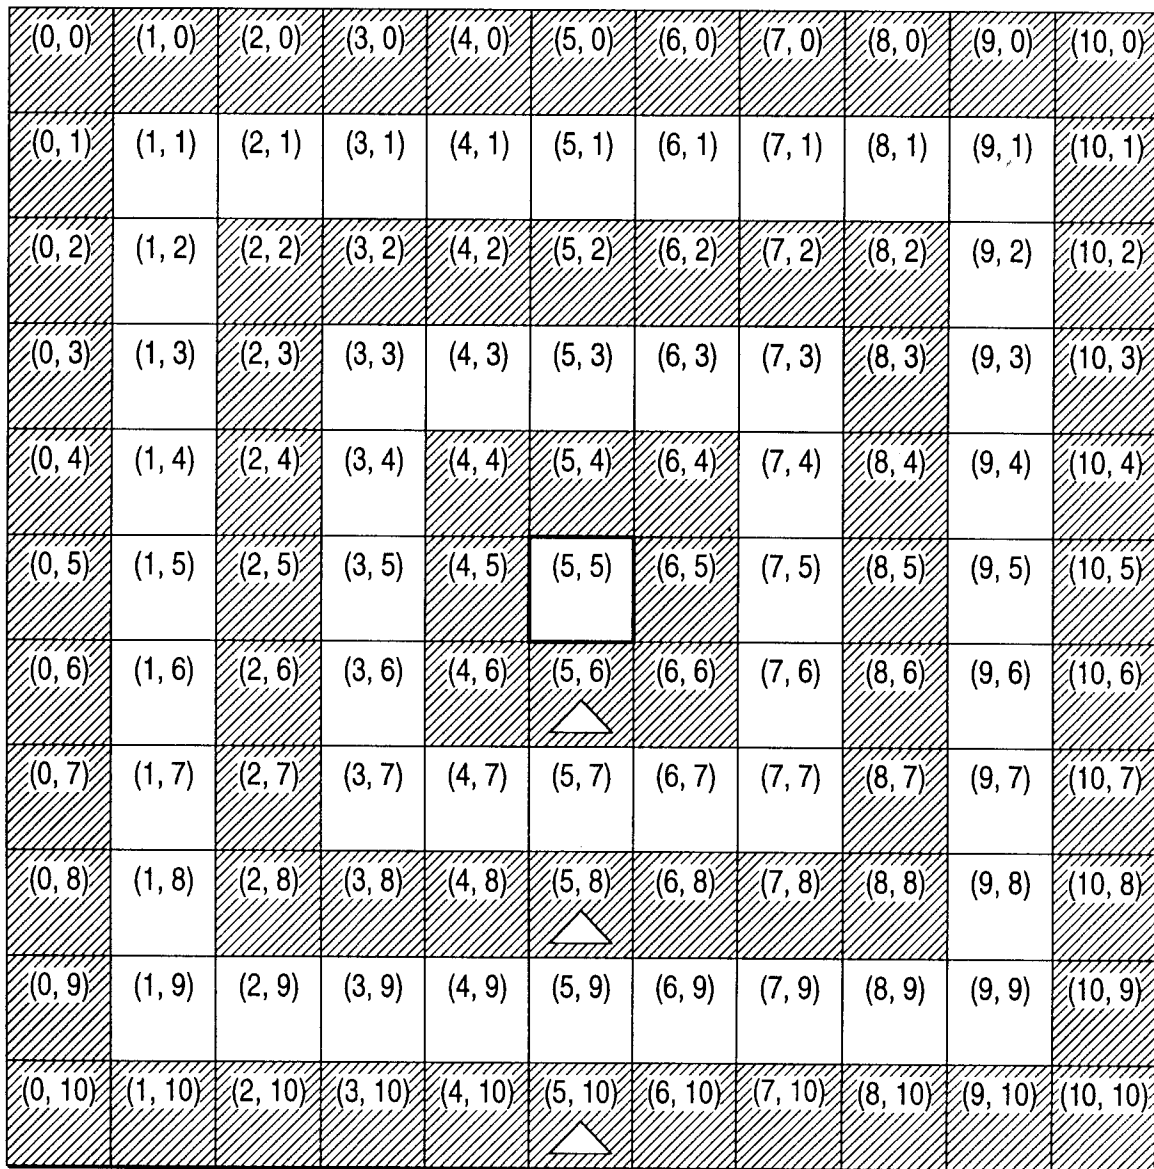 (0, 0) (1, 0) (2, 0) (3, 0) (4, 0) (5, 0) (6, 0) (7, 0) (8, 0) (9, 0) (10, 0)
(0, 1) (1, 1) (2, 1) (3, 1) (4, 1) (5, 1) (6, 1) (7, 1) (8, 1) (9, 1) (10, 1)
(0, 2) (1, 2) (2, 2) (3, 2) (4, 2) (5, 2) (6, 2) (7, 2) (8, 2) (9, 2) (10, 2)
(0, 3) (1, 3) (2, 3) (3, 3) (4, 3) (5, 3) (6, 3) (7, 3) (8, 3) (9, 3) (10, 3)
(0, 4) (1, 4) (2, 4) (3, 4) (4, 4) (5, 4) (6, 4) (7, 4) (8, 4) (9, 4) (10, 4)
(0, 5) (1, 5) (2, 5) (3, 5) (4, 5) (5, 5) (6, 5) (7, 5) (8, 5) (9, 5) (10, 5)
(0, 6) (1, 6) (2, 6) (3, 6) (4, 6) (5, 6) (6, 6) (7, 6) (8, 6) (9, 6) (10, 6)
(0, 7) (1, 7) (2, 7) (3, 7) (4, 7) (5, 7) (6, 7) (7, 7) (8, 7) (9, 7) (10, 7)
(0, 8) (1, 8) (2, 8) (3, 8) (4, 8) (5, 8) (6, 8) (7, 8) (8, 8) (9, 8) (10, 8)
(0, 9) (1, 9) (2, 9) (3, 9) (4, 9) (5, 9) (6, 9) (7, 9) (8, 9) (9, 9) (10, 9)
(0, 10) (1, 10) (2, 10) (3, 10) (4, 10) (5, 10) (6, 10) (7, 10) (8, 10) (9, 10) (10, 10)